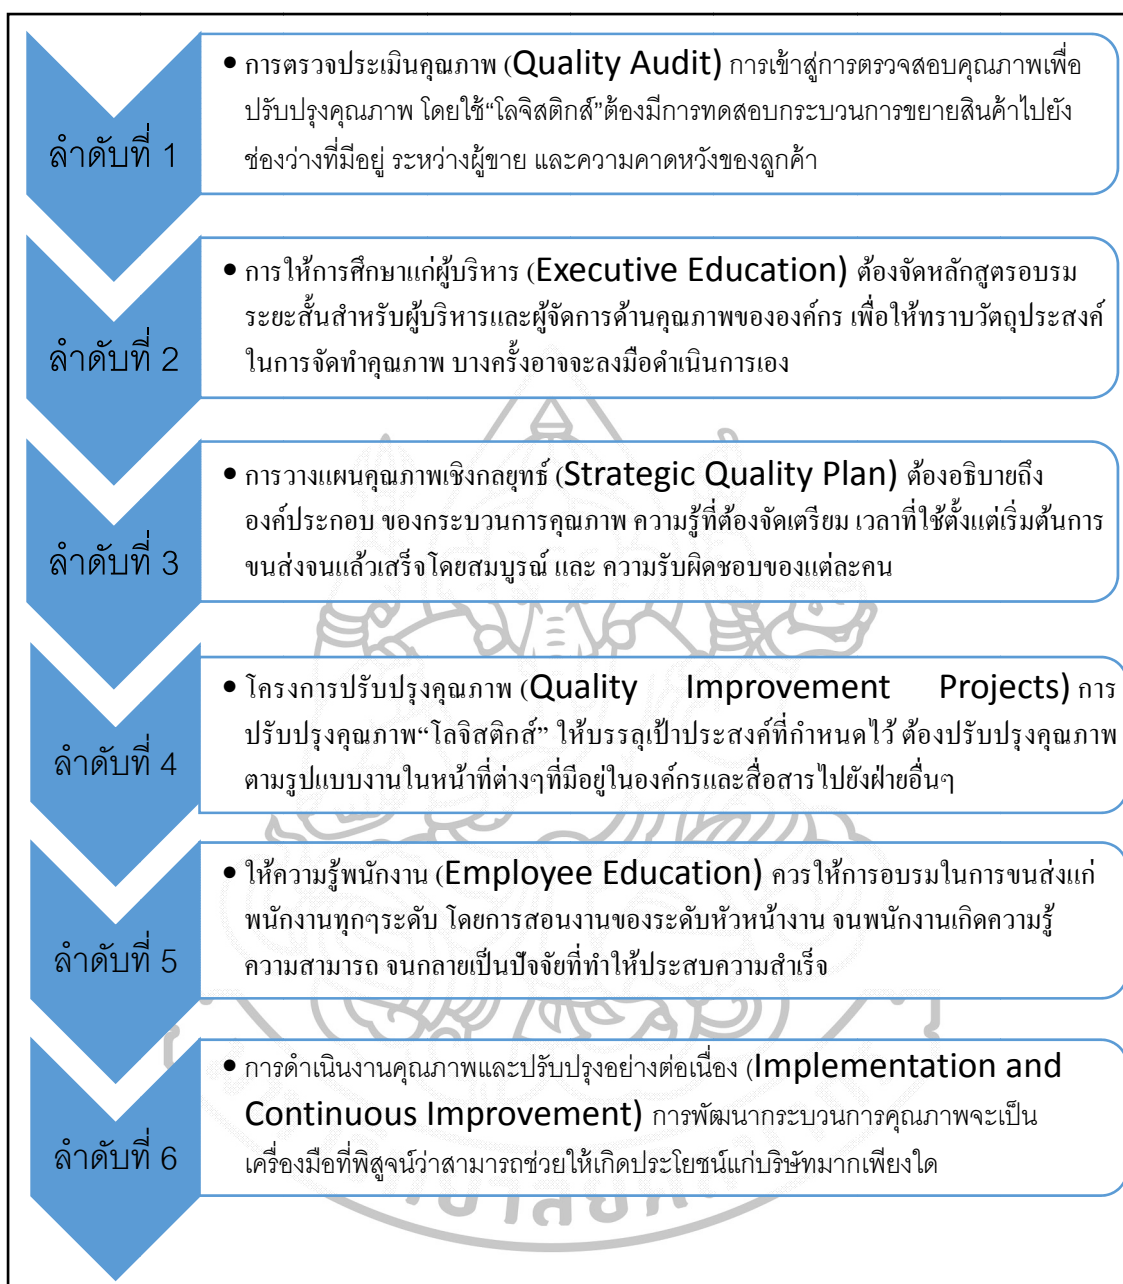 ลำดับที่ 1
• การตรวจประเมินคุณภาพ (Quality Audit) การเข้าสู่การตรวจสอบคุณภาพเพื่อ
ปรับปรุงคุณภาพ โดยใช้“โลจิสติกส์”ต้องมีการทดสอบกระบวนการขยายสินค้าไปยัง
ช่องว่างที่มีอยู่ ระหว่างผู้ขาย และความคาดหวังของลูกค้า
ลำดับที่ 2
• การให้การศึกษาแก่ผู้บริหาร (Executive Education) ต้องจัดหลักสูตรอบรม
ระยะสั้นสำหรับผู้บริหารและผู้จัดการด้านคุณภาพขององค์กร เพื่อให้ทราบวัตถุประสงค์
ในการจัดทำคุณภาพ บางครั้งอาจจะลงมือดำเนินการเอง
ลำดับที่ 3
• การวางแผนคุณภาพเชิงกลยุทธ์ (Strategic Quality Plan) ต้องอธิบายถึง
องค์ประกอบ ของกระบวนการคุณภาพ ความรู้ที่ต้องจัดเตรียม เวลาที่ใช้ตั้งแต่เริ่มต้นการ
ขนส่งจนแล้วเสร็จโดยสมบูรณ์ และ ความรับผิดชอบของแต่ละคน
ลำดับที่ 4
• โครงการปรับปรุงคุณภาพ (Quality Improvement Projects) การ
ปรับปรุงคุณภาพ“โลจิสติกส์” ให้บรรลุเป้าประสงค์ที่กำหนดไว้ ต้องปรับปรุงคุณภาพ
ตามรูปแบบงานในหน้าที่ต่างๆที่มีอยู่ในองค์กรและสื่อสารไปยังฝ่ายอื่นๆ
ลำดับที่ 5
• ให้ความรู้พนักงาน (Employee Education) ควรให้การอบรมในการขนส่งแก่
พนักงานทุกๆระดับ โดยการสอนงานของระดับหัวหน้างาน จนพนักงานเกิดความรู้
ความสามารถ จนกลายเป็นปัจจัยที่ทำให้ประสบความสำเร็จ
ลำดับที่ 6
• การดำเนินงานคุณภาพและปรับปรุงอย่างต่อเนื่อง (Implementation and
Continuous Improvement) การพัฒนากระบวนการคุณภาพจะเป็น
เครื่องมือที่พิสูจน์ว่าสามารถช่วยให้เกิดประโยชน์แก่บริษัทมากเพียงใด